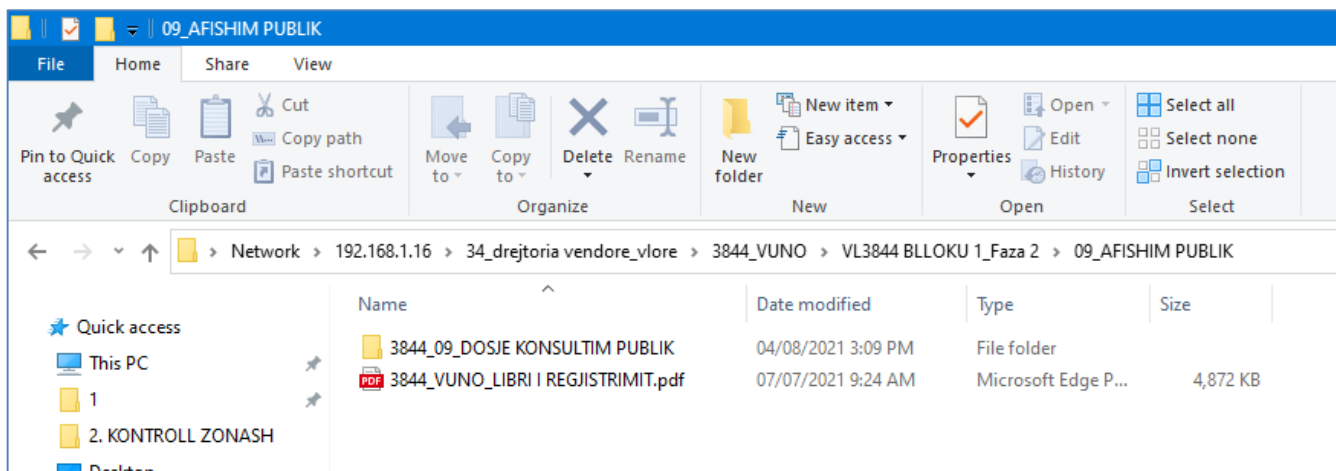 09_AFISHIM PUBLIK
File Home Share View
Pin to Quick access
Copy
Paste
Cut
Copy path
Paste shortcut
Clipboard
Move to
Copy to
Delete
Rename
Organize
New folder
New item
Easy access
New
Properties
Open
Edit
History
Open
Select all
Select none
Invert selection
Select
Network > 192.168.1.16 > 34_drejtoria vendore_vlore > 3844_VUNO > VL3844 BLLOKU 1_Faza 2 > 09_AFISHIM PUBLIK
Name Date modified Type Size
Quick access
This PC
1
2. KONTROLL ZONASH
Desktop
3844_09_DOSJE KONSULTIM PUBLIK 04/08/2021 3:09 PM File folder
PDF 3844_VUNO_LIBRI I REGJISTRIMIT.pdf 07/07/2021 9:24 AM Microsoft Edge P... 4,872 KB